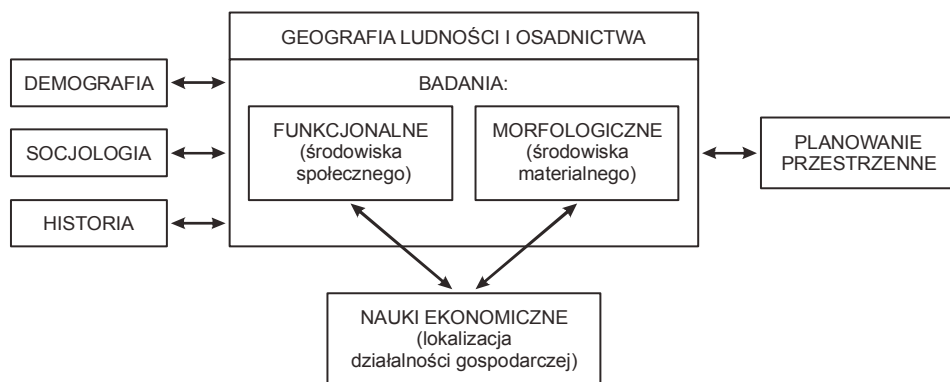 GEOGRAFIA LUDNOŚCI I OSADNICTWA
BADANIA:
DEMOGRAFIA
SOCJOLOGIA
HISTORIA
FUNKCJONALNE
(środowiska
społecznego)
MORFOLOGICZNE
(środowiska
materialnego)
PLANOWANIE
PRZESTRZENNE
NAUKI EKONOMICZNE
(lokalizacja
działalności gospodarczej)